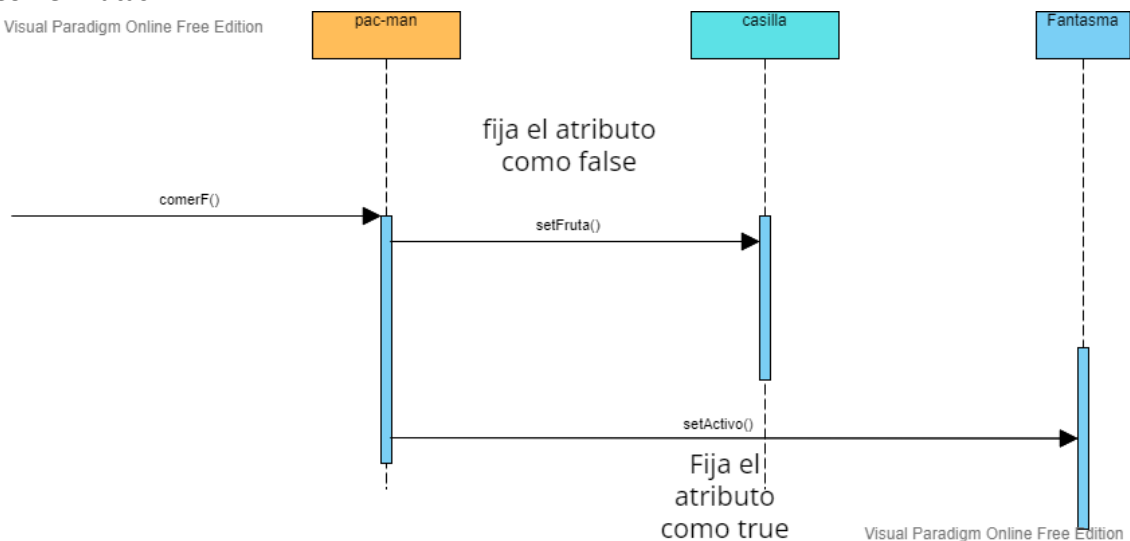 Visual Paradigm Online Free Edition
pac-man
casilla
Fantasma
fija el atributo
como false
comerF()
setFruta()
setActivo()
Fija el
atributo
como true
Visual Paradigm Online Free Edition